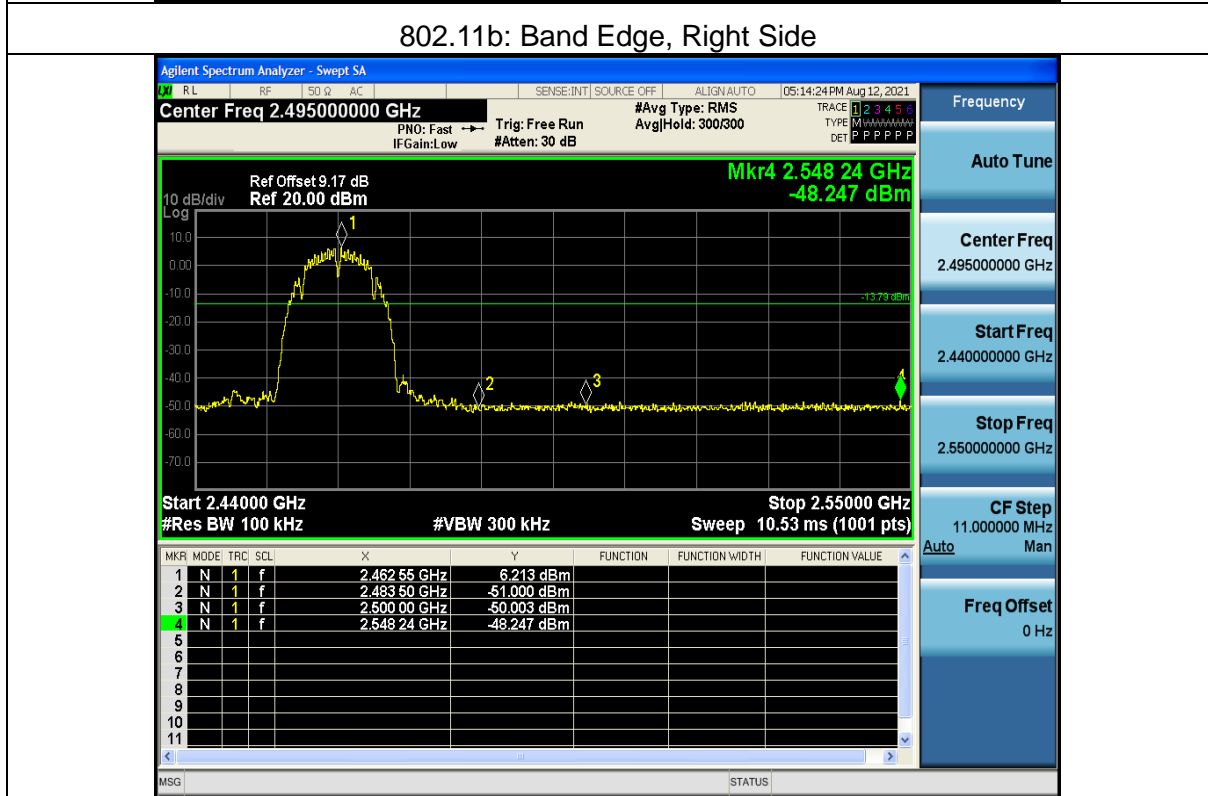 802.11b: Band Edge, Right Side
Agilent Spectrum Analyzer - Swept SA
RL RF 50 Ω AC SENSE:INT SOURCE OFF ALIGN AUTO 05:14:24 PM Aug 12, 2021
Center Freq 2.495000000 GHz #Avg Type: RMS TRACE 1 2 3 4 5 6
PNO: Fast Trig: Free Run Avg|Hold: 300/300 TYPE M
IFGain:Low #Atten: 30 dB DET P P P P P P
Frequency
Auto Tune
Center Freq
2.495000000 GHz
Start Freq
2.440000000 GHz
Stop Freq
2.550000000 GHz
CF Step
11.000000 MHz
Auto Man
Freq Offset
0 Hz
Mkr4 2.548 24 GHz
-48.247 dBm
Ref Offset 9.17 dB
10 dB/div Ref 20.00 dBm
Log
10.0
0.00
-10.0
-20.0
-30.0
-40.0
-50.0
-60.0
-70.0
1
2
3
4
-13.79 dBm
Start 2.44000 GHz Stop 2.55000 GHz
#Res BW 100 kHz #VBW 300 kHz Sweep 10.53 ms (1001 pts)
MKR MODE TRC SCL X Y FUNCTION FUNCTION WIDTH FUNCTION VALUE
1 N 1 f 2.462 55 GHz 6.213 dBm
2 N 1 f 2.483 50 GHz -51.000 dBm
3 N 1 f 2.500 00 GHz -50.003 dBm
4 N 1 f 2.548 24 GHz -48.247 dBm
5
6
7
8
9
10
11
MSG STATUS